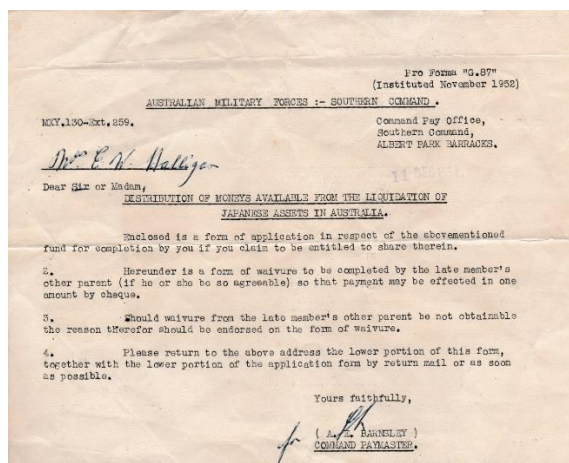 Pro Forma "G.87"
(Instituted November 1952)
AUSTRALIAN MILITARY FORCES :- SOUTHERN COMMAND.
MXY.130-Ext.259.
Command Pay Office,
Southern Command,
ALBERT PARK BARRACKS.
Mrs E. W. Halligan
Dear Sir or Madam,
DISTRIBUTION OF MONEYS AVAILABLE FROM THE LIQUIDATION OF
JAPANESE ASSETS IN AUSTRALIA.
Enclosed is a form of application in respect of the abovementioned
fund for completion by you if you claim to be entitled to share therein.
2. Hereunder is a form of waivure to be completed by the late member's
other parent (if he or she be so agreeable) so that payment may be effected in one
amount by cheque.
3. Should waivure from the late member's other parent be not obtainable
the reason therefor should be endorsed on the form of waivure.
4. Please return to the above address the lower portion of this form,
together with the lower portion of the application form by return mail or as soon
as possible.
Yours faithfully,
for ( A. BARNSLEY )
COMMAND PAYMASTER.